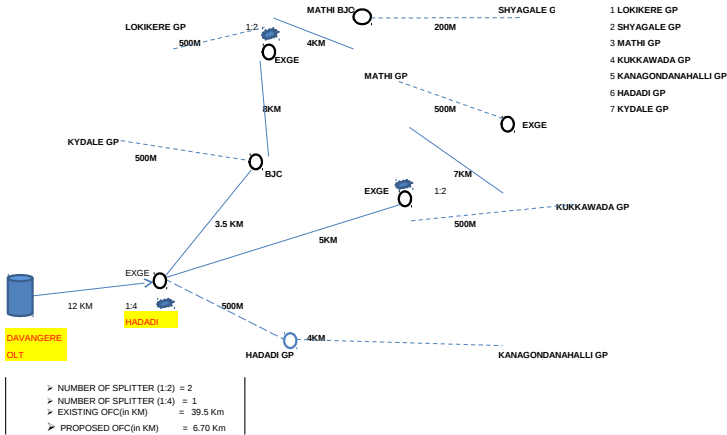 MATHI BJC
SHYAGALE G
1 LOKIKERE GP
LOKIKERE GP
1:2
200M
2 SHYAGALE GP
500M
4KM
3 MATHI GP
EXGE
4 KUKKAWADA GP
MATHI GP
5 KANAGONDANAHALLI GP
6 HADADI GP
8KM
500M
7 KYDALE GP
EXGE
KYDALE GP
500M
BJC
7KM
EXGE
1:2
KUKKAWADA GP
3.5 KM
500M
5KM
EXGE
12 KM
1:4
500M
HADADI
DAVANGERE
OLT
4KM
HADADI GP
KANAGONDANAHALLI GP
➢ NUMBER OF SPLITTER (1:2) = 2
➢ NUMBER OF SPLITTER (1:4) = 1
➢ EXISTING OFC(in KM) = 39.5 Km
➢ PROPOSED OFC(in KM) = 6.70 Km